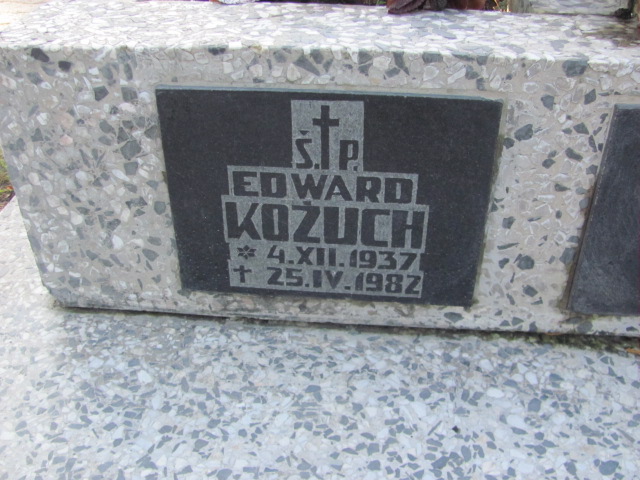 Ś. † P.
EDWARD
KOŻUCH
* 4.XII.1937
† 25.IV.1982